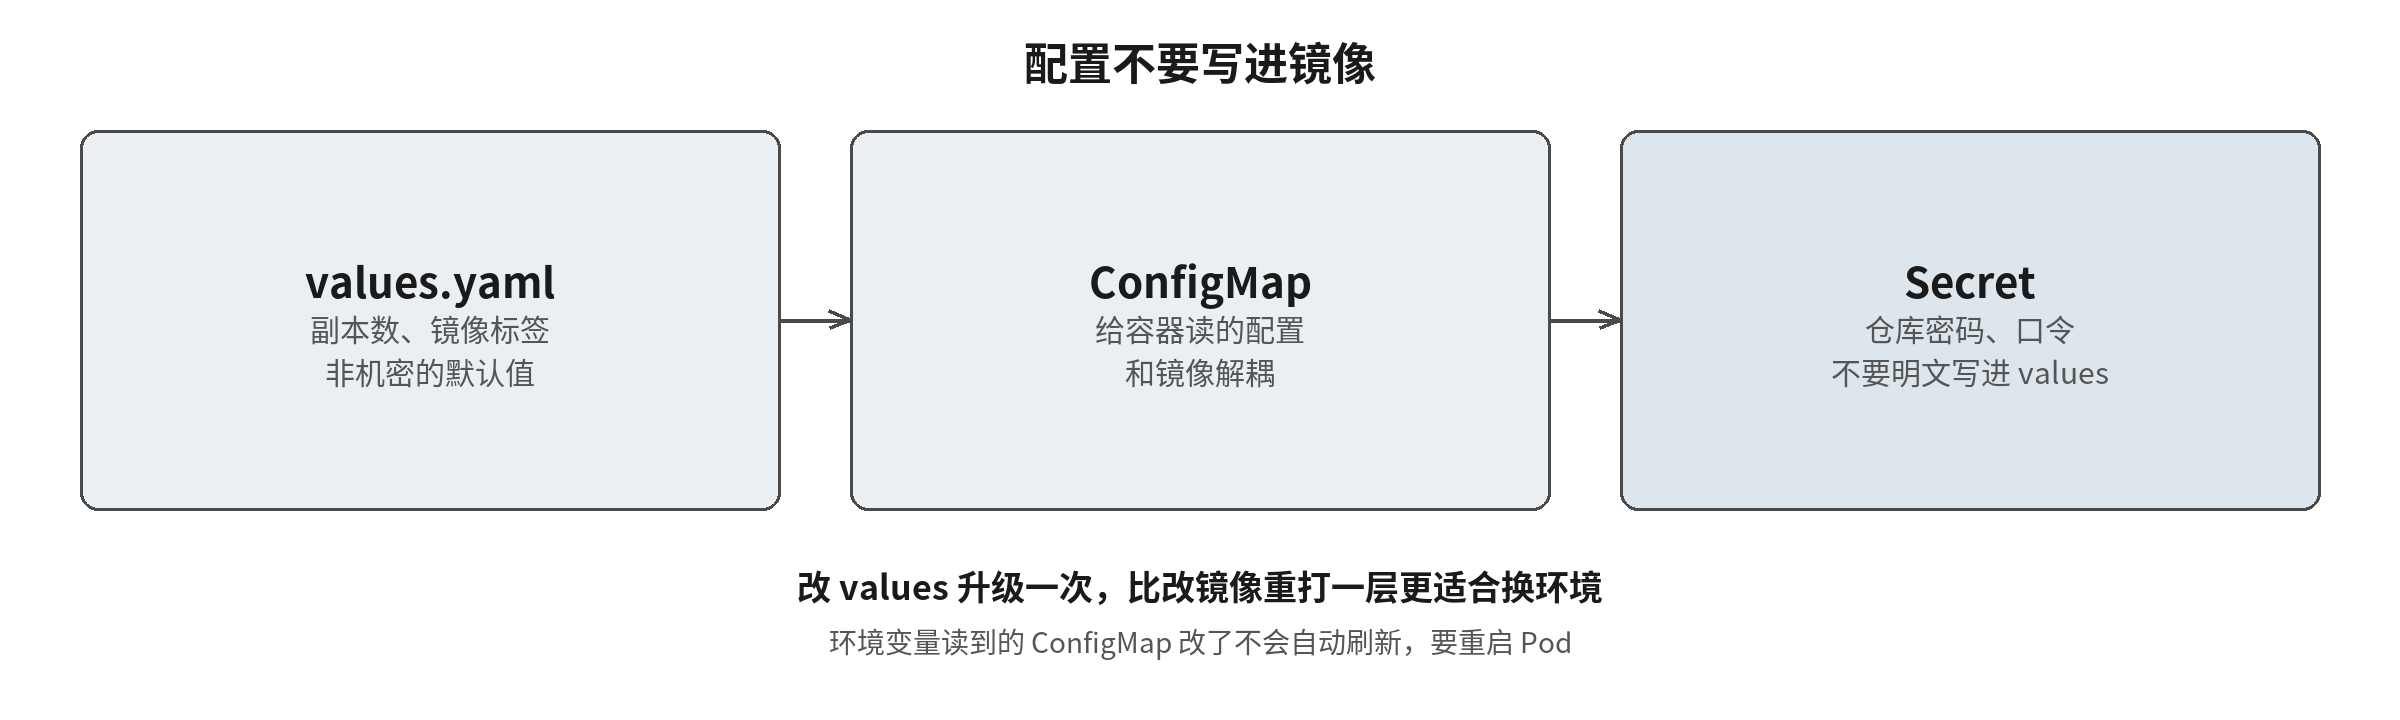 配置不要写进镜像
values.yaml
副本数、镜像标签
非机密的默认值
ConfigMap
给容器读的配置
和镜像解耦
Secret
仓库密码、口令
不要明文写进 values
改 values 升级一次，比改镜像重打一层更适合换环境
环境变量读到的 ConfigMap 改了不会自动刷新，要重启 Pod